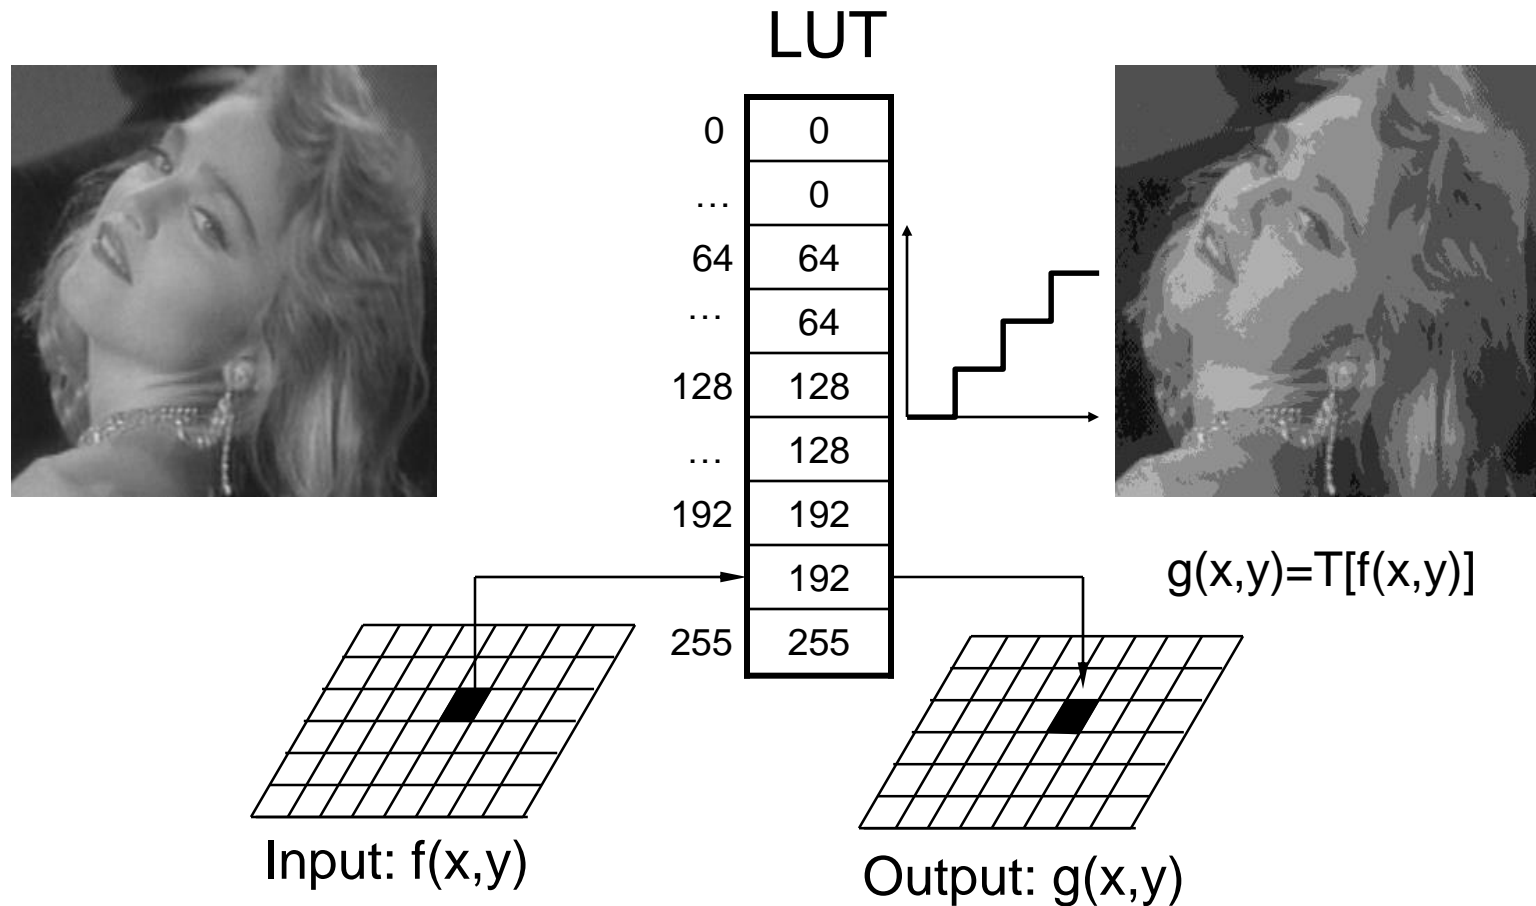 LUT
0 0
... 0
64 64
... 64
128 128
... 128
192 192
192
255 255
g(x,y)=T[f(x,y)]
Input: f(x,y)
Output: g(x,y)